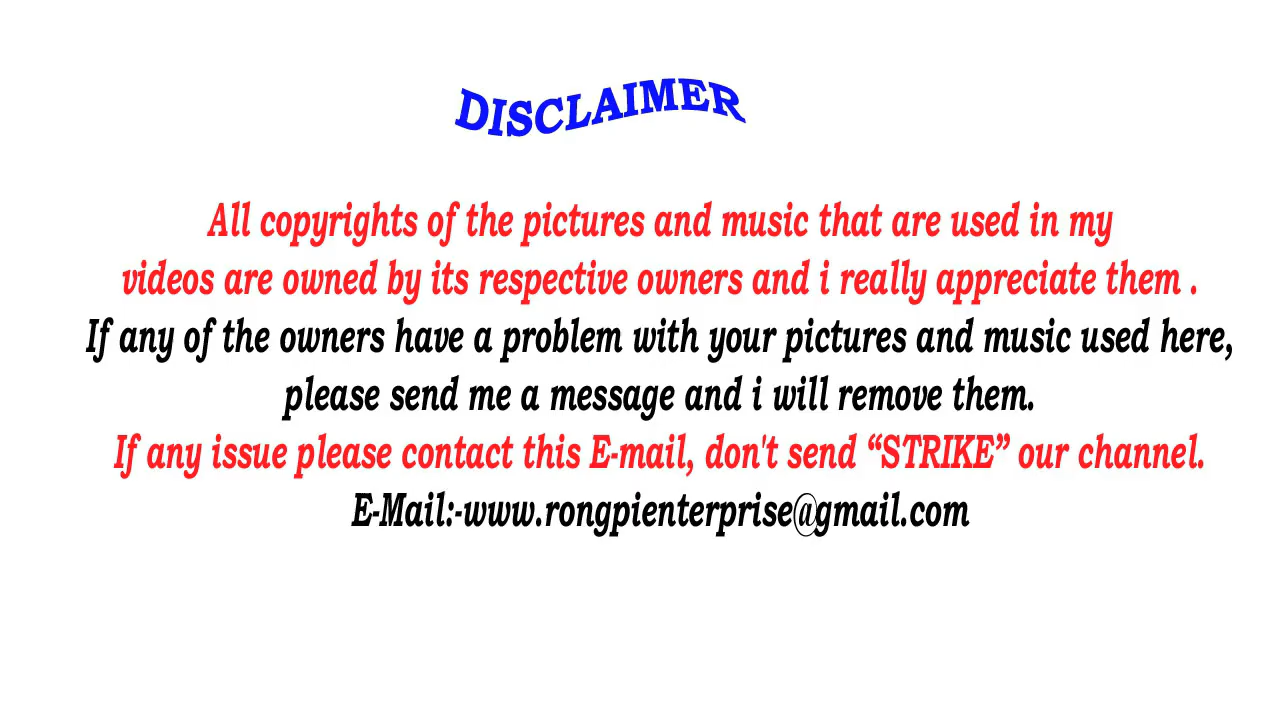 DISCLAIMER
All copyrights of the pictures and music that are used in my
videos are owned by its respective owners and i really appreciate them .
If any of the owners have a problem with your pictures and music used here,
please send me a message and i will remove them.
If any issue please contact this E-mail, don't send “STRIKE” our channel.
E-Mail:-www.rongpienterprise@gmail.com